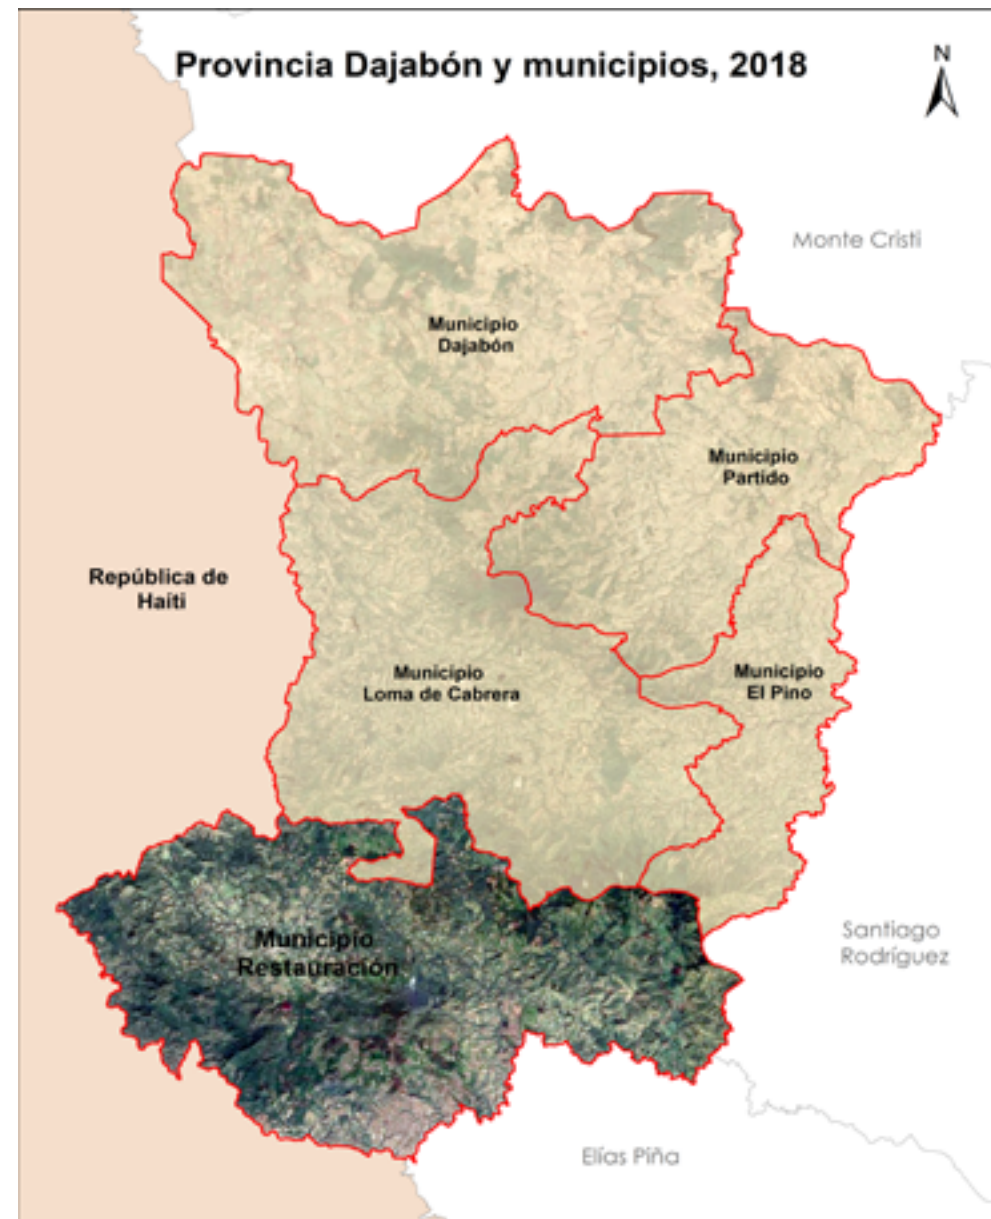 Provincia Dajabón y municipios, 2018
N
Monte Cristi
Municipio
Dajabón
Municipio
Partido
República de
Haíti
Municipio
Loma de Cabrera
Municipio
El Pino
Municipio
Restauración
Santiago
Rodríguez
Elías Piña